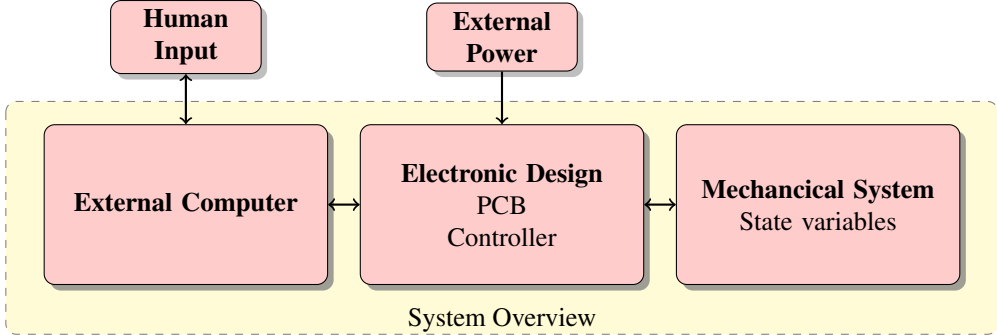 Human
Input
External
Power
External Computer
Electronic Design
PCB
Controller
Mechancical System
State variables
System Overview